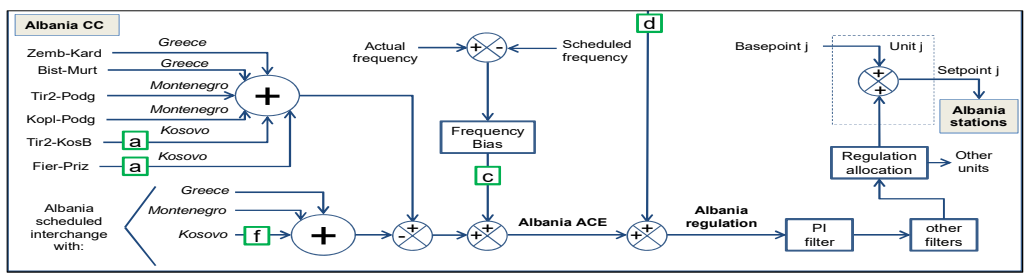 Albania CC
d
Zemb-Kard
Greece
Bist-Murt
Greece
Tir2-Podg
Montenegro
Kopl-Podg
Montenegro
Tir2-KosB
a
Kosovo
Fier-Priz
a
Kosovo
+
Actual
frequency
+ -
Scheduled
frequency
Frequency
Bias
c
Basepoint j
Unit j
+
+
Setpoint j
Albania
stations
Regulation
allocation
Other
units
Albania
scheduled
interchange
with:
Greece
Montenegro
Kosovo
f
+
+
-
+
+
Albania ACE
+
+
Albania
regulation
PI
filter
other
filters